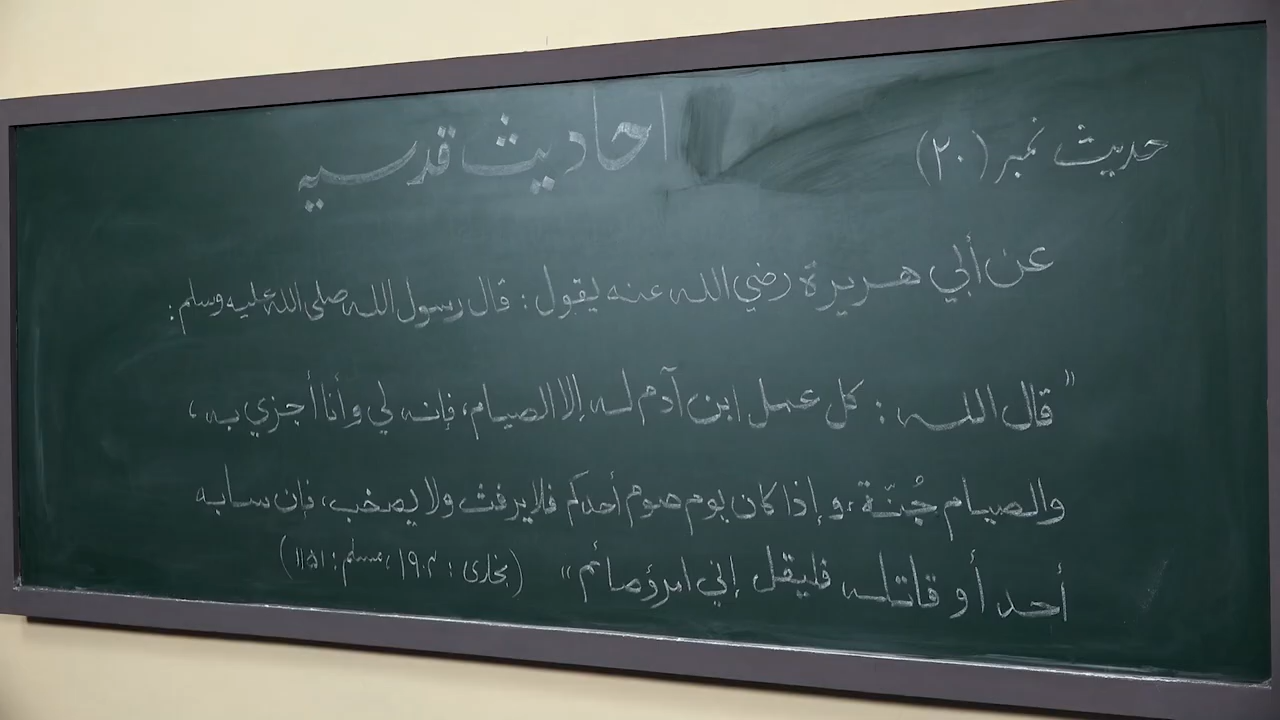 حديث نمبر (٢٠)
احاديث قدسيه
عن أبي هريرة رضي الله عنه يقول: قال رسول الله صلى الله عليه وسلم:
"قال الله: كل عمل ابن آدم له إلا الصيام، فإنه لي وأنا أجزي به،
والصيام جُنّة، وإذا كان يوم صوم أحدكم فلا يرفث ولا يصخب، فإن سابه
أحد أو قاتله فليقل إني امرؤ صائم" (بخاری: ١٩٠٤، مسلم: ١١٥١)